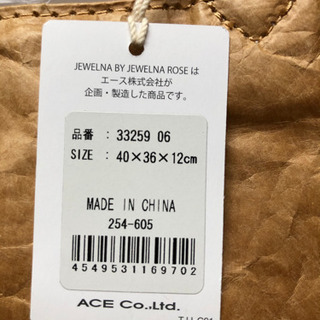 JEWELNA BY JEWELNA ROSE は
エース株式会社が
企画・製造した商品です。
品番 : 33259 06
SIZE : 40×36×12cm
MADE IN CHINA
254-605
4549531169702
ACE Co.,Ltd.